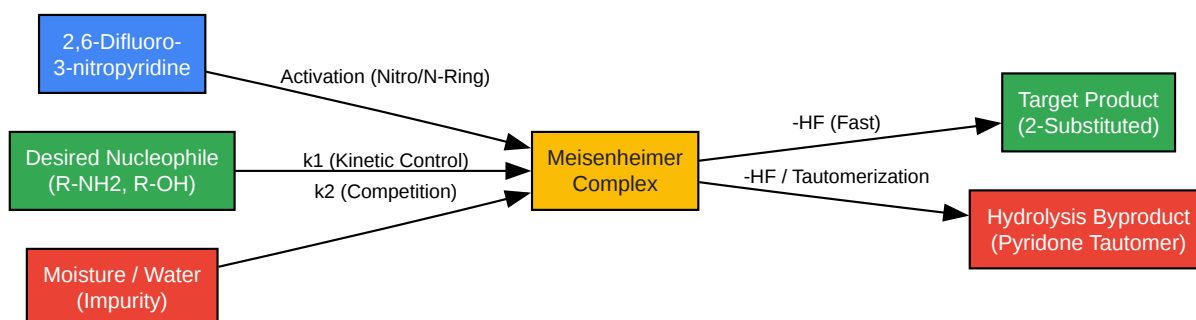 2,6-Difluoro-
3-nitropyridine
Activation (Nitro/N-Ring)
Desired Nucleophile
(R-NH2, R-OH)
k1 (Kinetic Control)
k2 (Competition)
Moisture / Water
(Impurity)
Meisenheimer
Complex
-HF (Fast)
-HF / Tautomerization
Target Product
(2-Substituted)
Hydrolysis Byproduct
(Pyridone Tautomer)